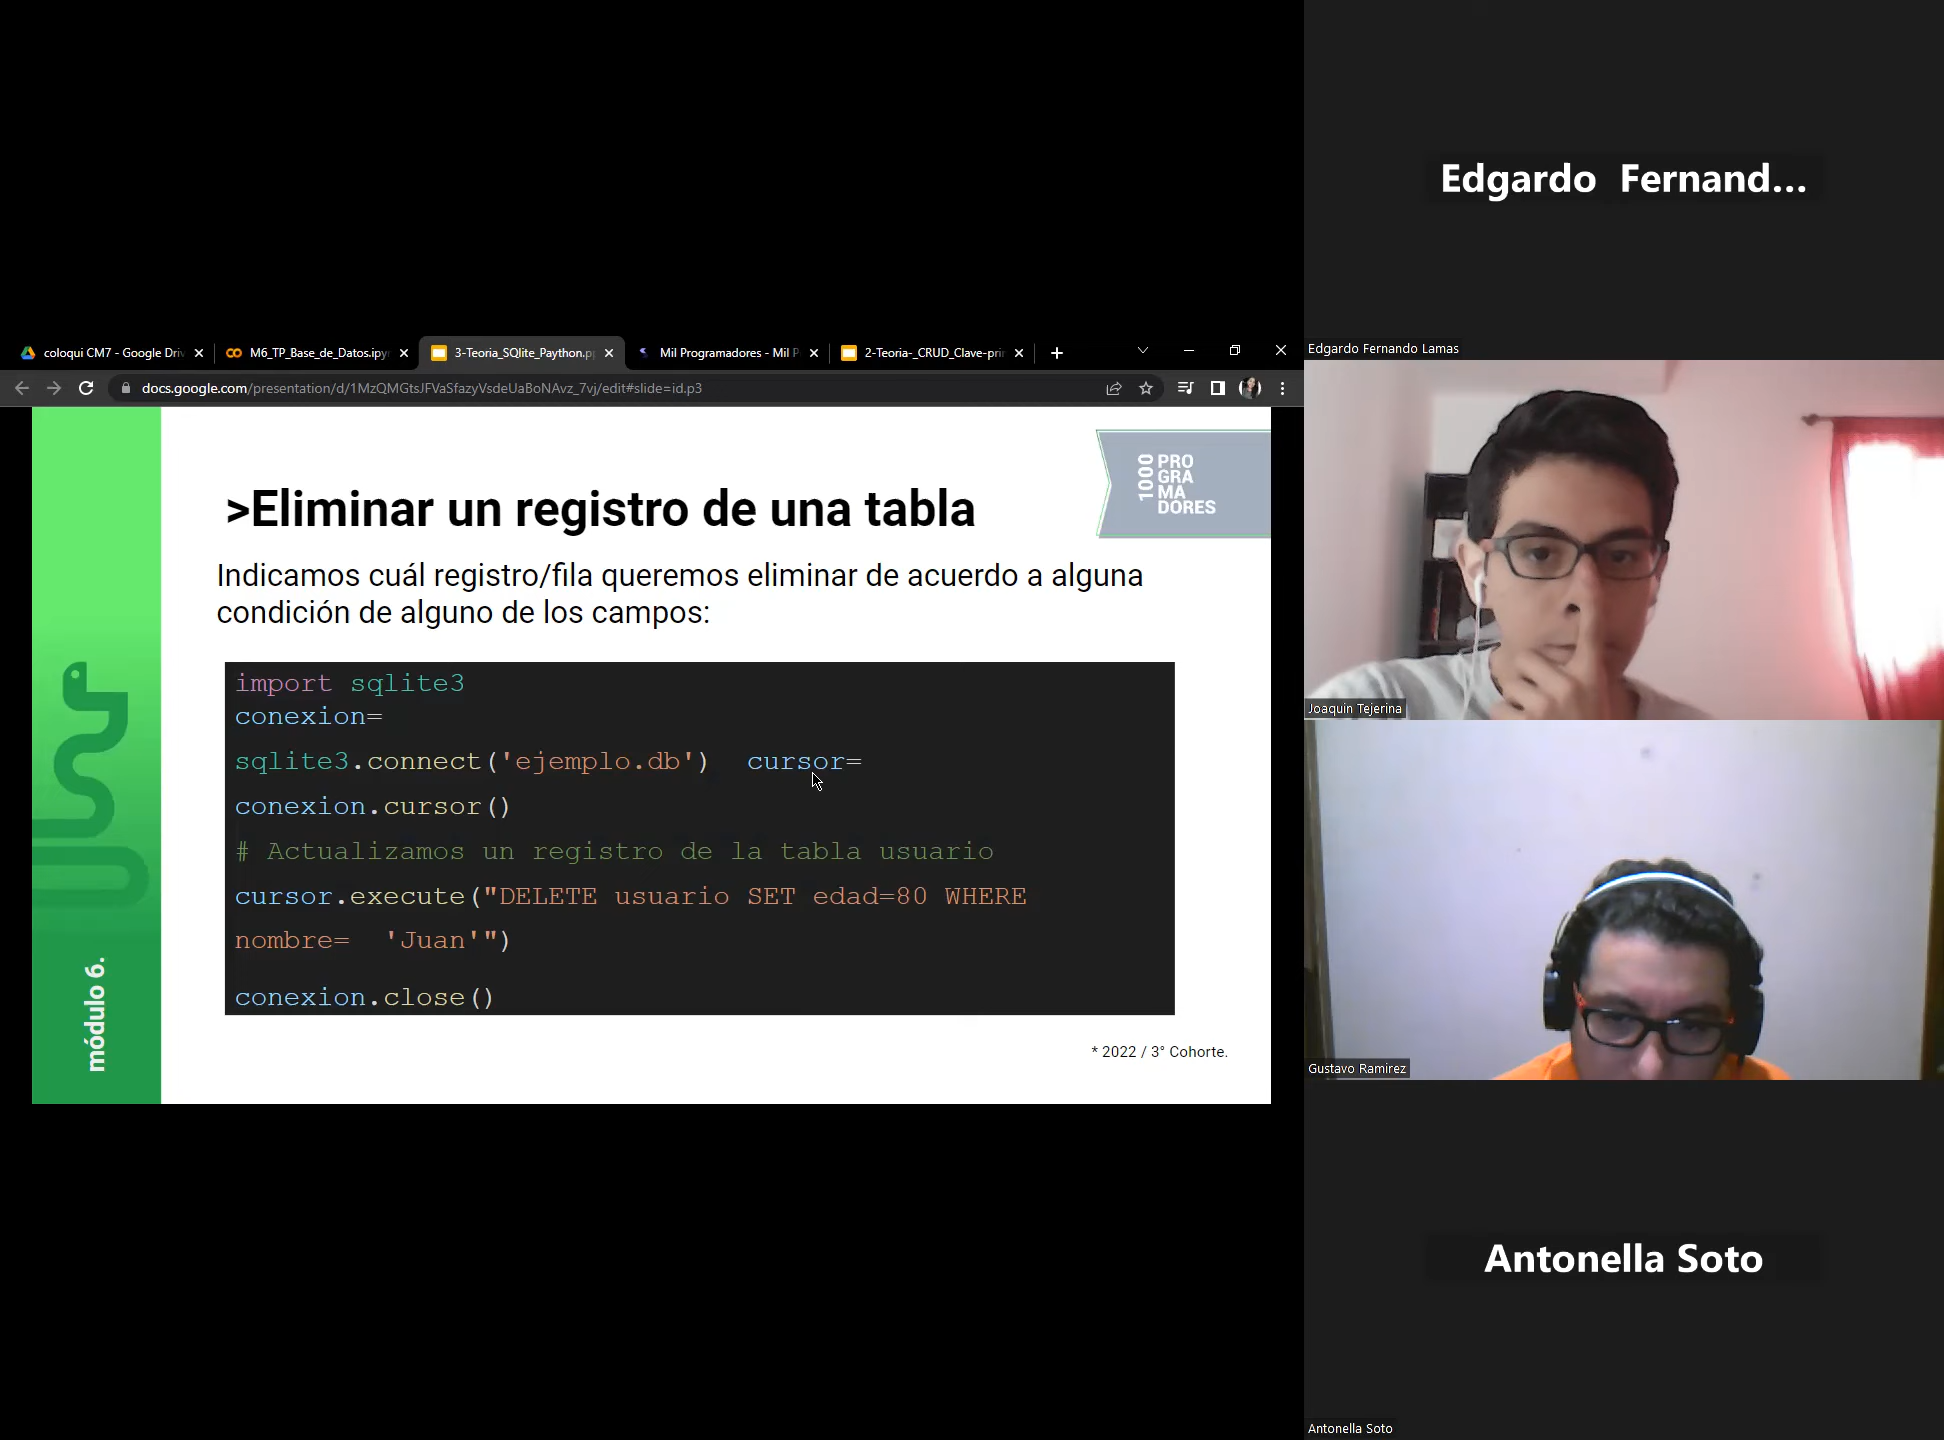 Edgardo  Fernand...
Edgardo Fernando Lamas
coloqui CM7 - Google Driv
M6_TP_Base_de_Datos.ipy
3-Teoria_SQlite_Paython.p
Mil Programadores - Mil P
2-Teoria-_CRUD_Clave-pri
docs.google.com/presentation/d/1MzQMGtsJFVaSfazyVsdeUaBoNAvz_7vj/edit#slide=id.p3
1000
PRO
GRA
MA
DORES
>Eliminar un registro de una tabla
Indicamos cuál registro/fila queremos eliminar de acuerdo a alguna
condición de alguno de los campos:
import sqlite3
conexion=
sqlite3.connect('ejemplo.db')  cursor=
conexion.cursor()
# Actualizamos un registro de la tabla usuario
cursor.execute("DELETE usuario SET edad=80 WHERE
nombre=  'Juan'")
conexion.close()
módulo 6.
* 2022 / 3° Cohorte.
Joaquin Tejerina
Gustavo Ramirez
Antonella Soto
Antonella Soto